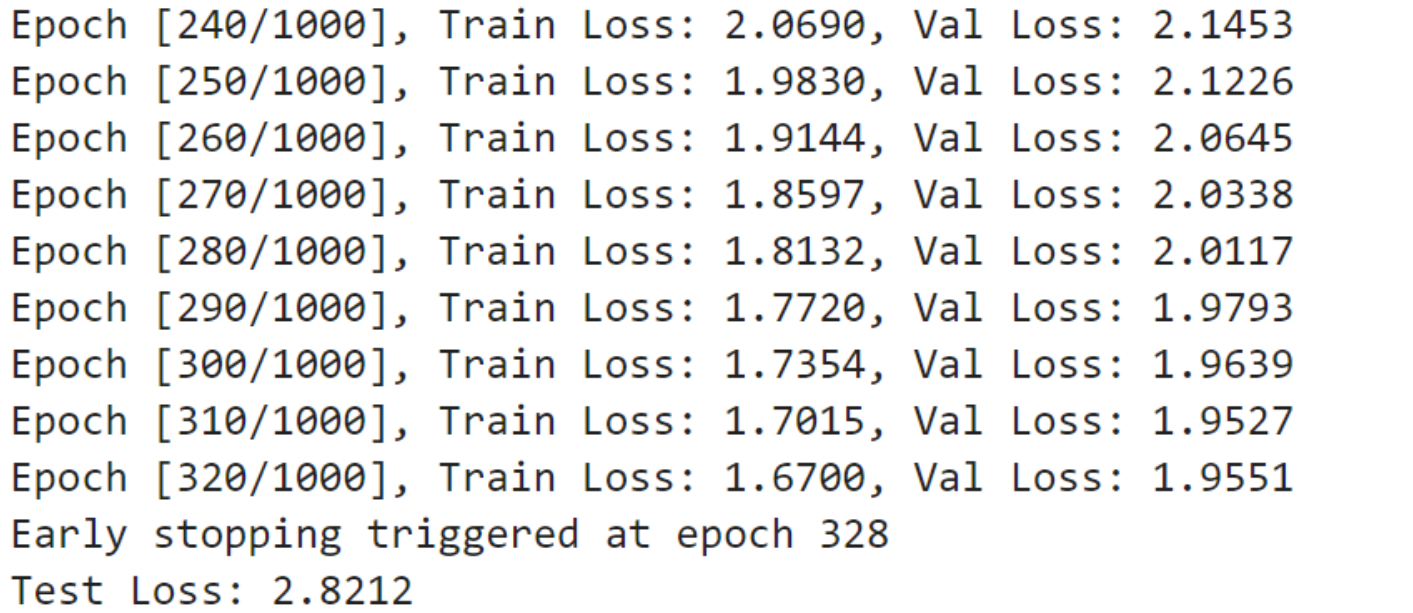 Epoch [240/1000], Train Loss: 2.0690, Val Loss: 2.1453
Epoch [250/1000], Train Loss: 1.9830, Val Loss: 2.1226
Epoch [260/1000], Train Loss: 1.9144, Val Loss: 2.0645
Epoch [270/1000], Train Loss: 1.8597, Val Loss: 2.0338
Epoch [280/1000], Train Loss: 1.8132, Val Loss: 2.0117
Epoch [290/1000], Train Loss: 1.7720, Val Loss: 1.9793
Epoch [300/1000], Train Loss: 1.7354, Val Loss: 1.9639
Epoch [310/1000], Train Loss: 1.7015, Val Loss: 1.9527
Epoch [320/1000], Train Loss: 1.6700, Val Loss: 1.9551
Early stopping triggered at epoch 328
Test Loss: 2.8212